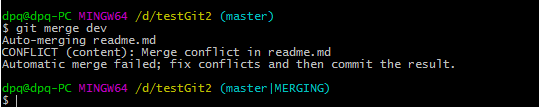 dpq@dpq-PC MINGW64 /d/testGit2 (master)
$ git merge dev
Auto-merging readme.md
CONFLICT (content): Merge conflict in readme.md
Automatic merge failed; fix conflicts and then commit the result.
dpq@dpq-PC MINGW64 /d/testGit2 (master|MERGING)
$